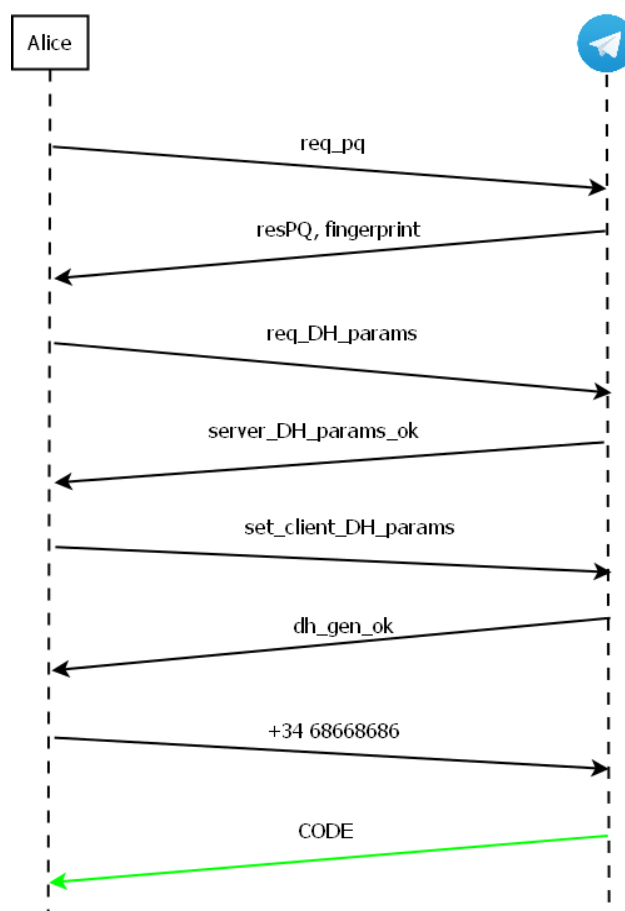 Alice
req_pq
resPQ, fingerprint
req_DH_params
server_DH_params_ok
set_client_DH_params
dh_gen_ok
+34 68668686
CODE